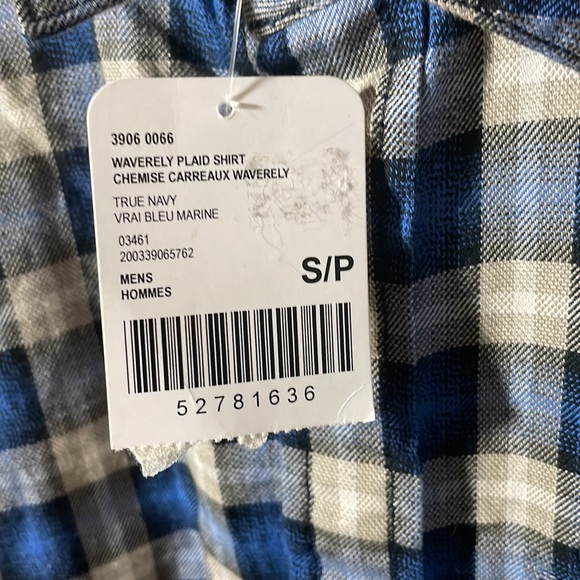 3906 0066
WAVERELY PLAID SHIRT
CHEMISE CARREAUX WAVERELY
TRUE NAVY
VRAI BLEU MARINE
03461
200339065762
MENS
HOMMES
S/P
52781636